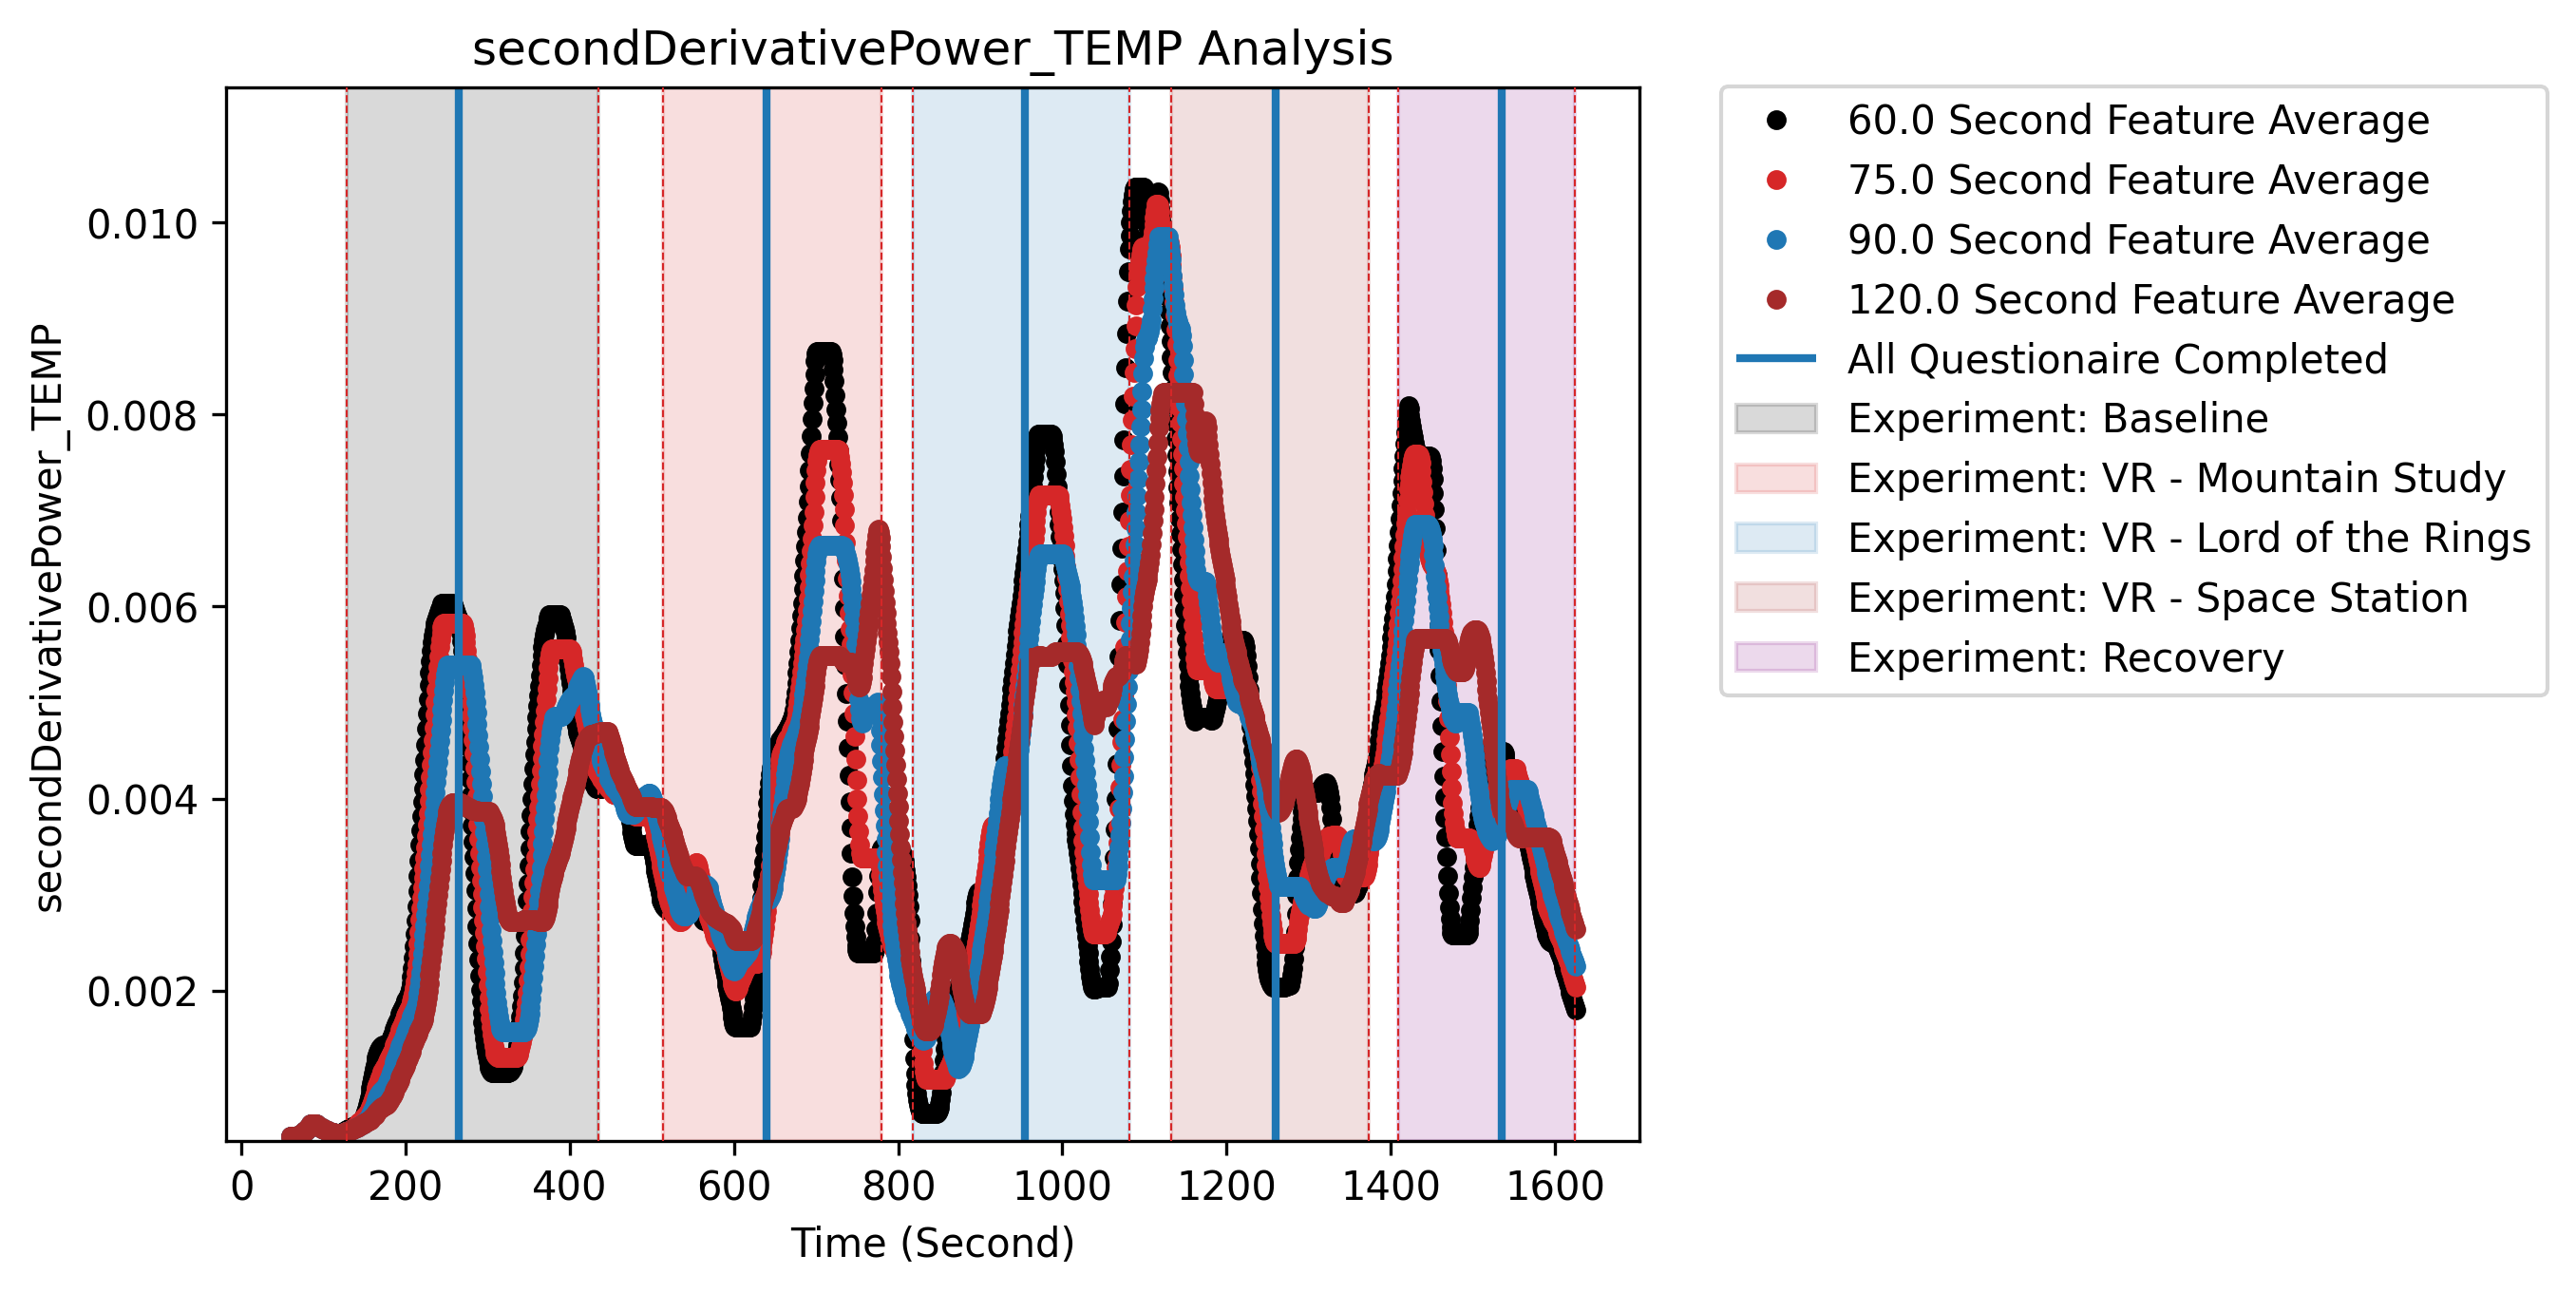 secondDerivativePower_TEMP Analysis
secondDerivativePower_TEMP
0.010
0.008
0.006
0.004
0.002
0 200 400 600 800 1000 1200 1400 1600
Time (Second)
60.0 Second Feature Average
75.0 Second Feature Average
90.0 Second Feature Average
120.0 Second Feature Average
All Questionaire Completed
Experiment: Baseline
Experiment: VR - Mountain Study
Experiment: VR - Lord of the Rings
Experiment: VR - Space Station
Experiment: Recovery